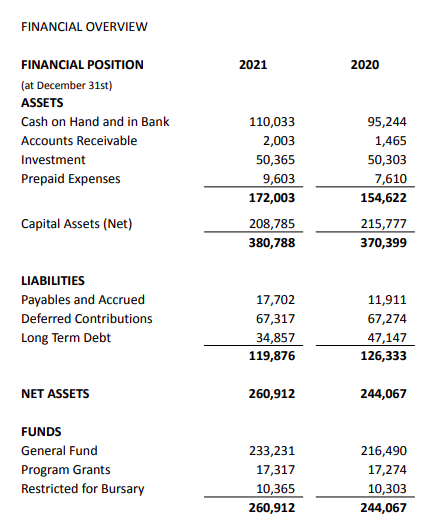 FINANCIAL OVERVIEW
FINANCIAL POSITION 2021 2020
(at December 31st)
ASSETS
Cash on Hand and in Bank 110,033 95,244
Accounts Receivable 2,003 1,465
Investment 50,365 50,303
Prepaid Expenses 9,603 7,610
172,003 154,622
Capital Assets (Net) 208,785 215,777
380,788 370,399
LIABILITIES
Payables and Accrued 17,702 11,911
Deferred Contributions 67,317 67,274
Long Term Debt 34,857 47,147
119,876 126,333
NET ASSETS 260,912 244,067
FUNDS
General Fund 233,231 216,490
Program Grants 17,317 17,274
Restricted for Bursary 10,365 10,303
260,912 244,067